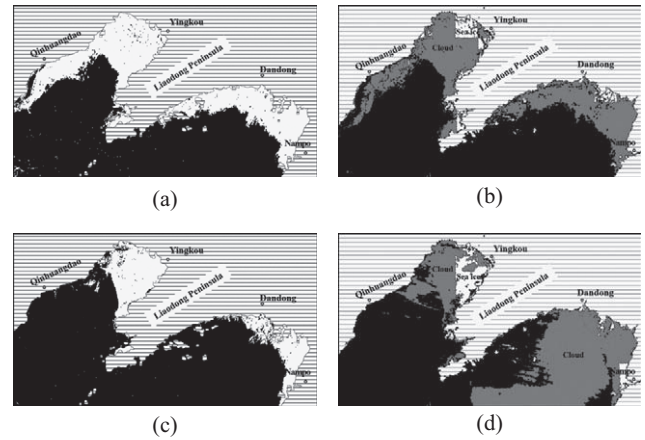 Yingkou
Qinhuangdao
Liaodong Peninsula
Dandong
Nampo
(a)
Yingkou
Sea Ice
Cloud
Qinhuangdao
Liaodong Peninsula
Dandong
Nampo
(b)
Yingkou
Qinhuangdao
Liaodong Peninsula
Dandong
Nampo
(c)
Yingkou
Cloud
Sea Ice
Qinhuangdao
Liaodong Peninsula
Dandong
Cloud
Nampo
(d)